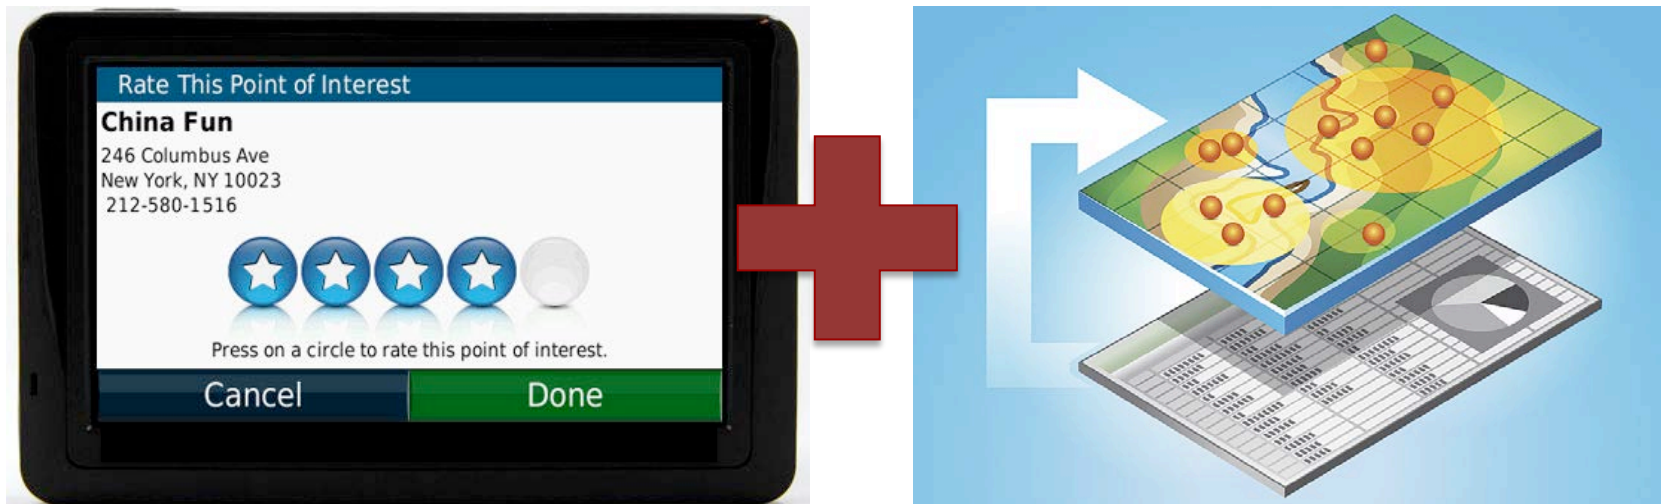 Rate This Point of Interest
China Fun
246 Columbus Ave
New York, NY 10023
212-580-1516
Press on a circle to rate this point of interest.
Cancel
Done